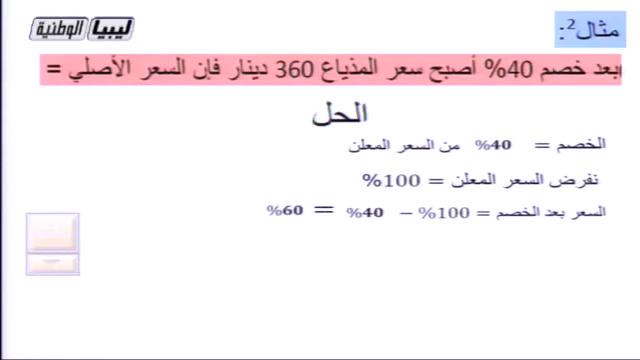 ليبيا الوطنية
مثال2:
بعد خصم 40% أصبح سعر المذياع 360 دينار فإن السعر الأصلي =
الحل
الخصم = 40% من السعر المعلن
نفرض السعر المعلن = 100%
السعر بعد الخصم = 100% – 40% = 60%